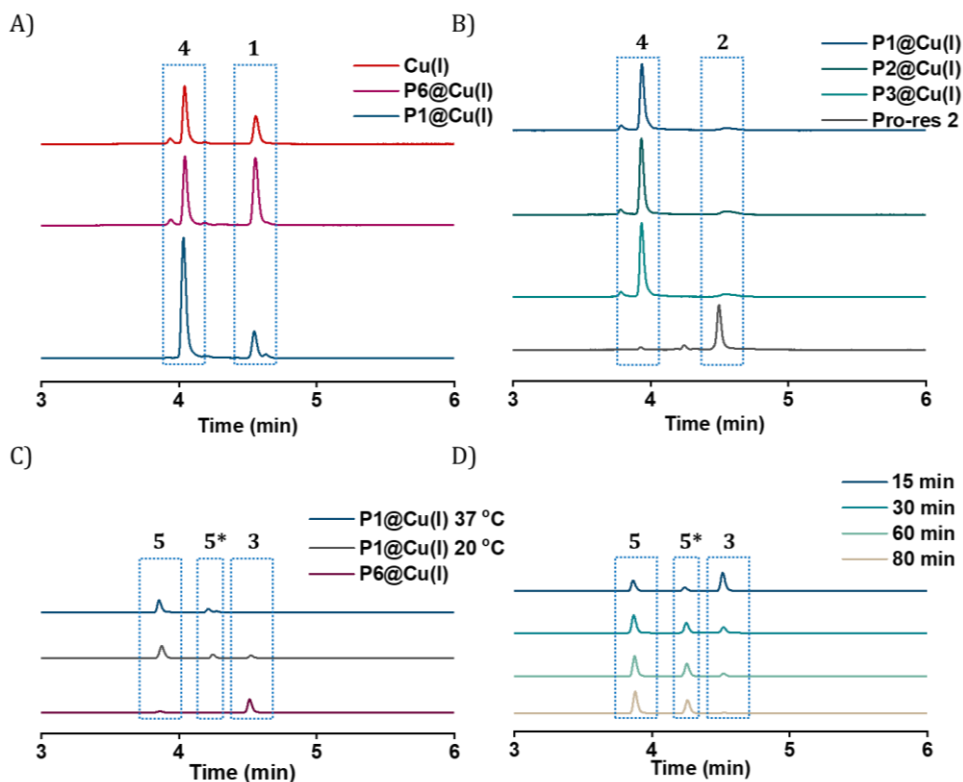 A)
4 1
Cu(I)
P6@Cu(I)
P1@Cu(I)
3 4 5 6
Time (min)
B)
4 2
P1@Cu(I)
P2@Cu(I)
P3@Cu(I)
Pro-res 2
3 4 5 6
Time (min)
C)
5 5* 3
P1@Cu(I) 37 °C
P1@Cu(I) 20 °C
P6@Cu(I)
3 4 5 6
Time (min)
D)
5 5* 3
15 min
30 min
60 min
80 min
3 4 5 6
Time (min)